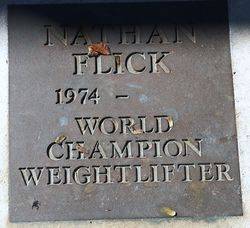 NATHAN
FLICK
1974 -
WORLD
CHAMPION
WEIGHTLIFTER